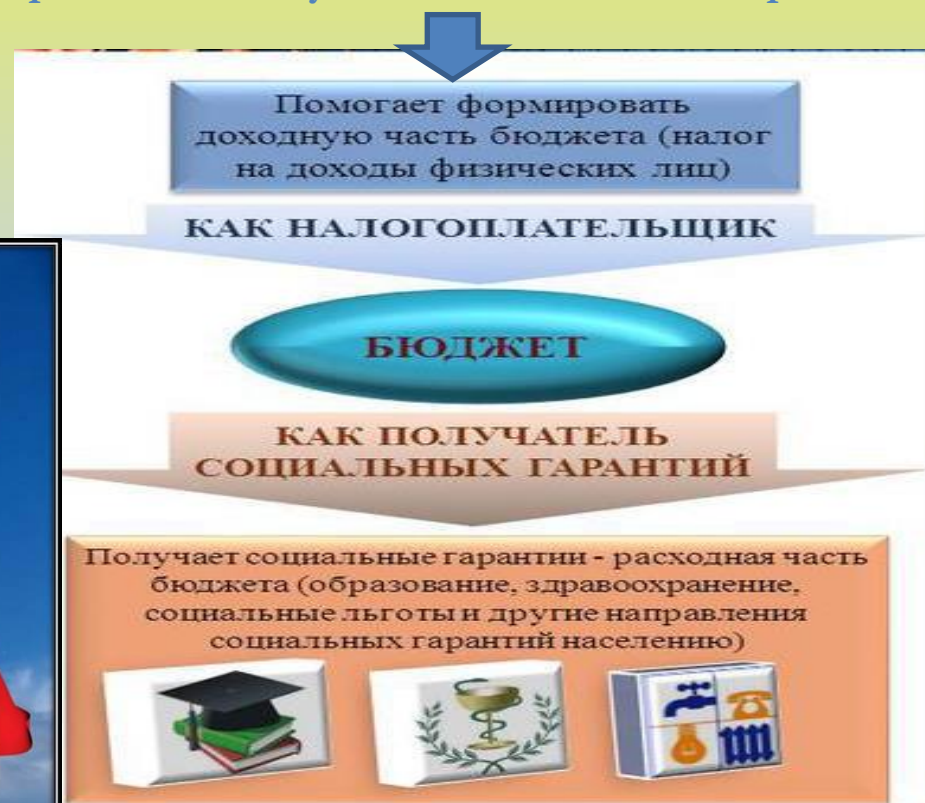 Помогает формировать
доходную часть бюджета (налог
на доходы физических лиц)
КАК НАЛОГОПЛАТЕЛЬЩИК
БЮДЖЕТ
КАК ПОЛУЧАТЕЛЬ
СОЦИАЛЬНЫХ ГАРАНТИЙ
Получает социальные гарантии - расходная часть
бюджета (образование, здравоохранение,
социальные льготы и другие направления
социальных гарантий населению)